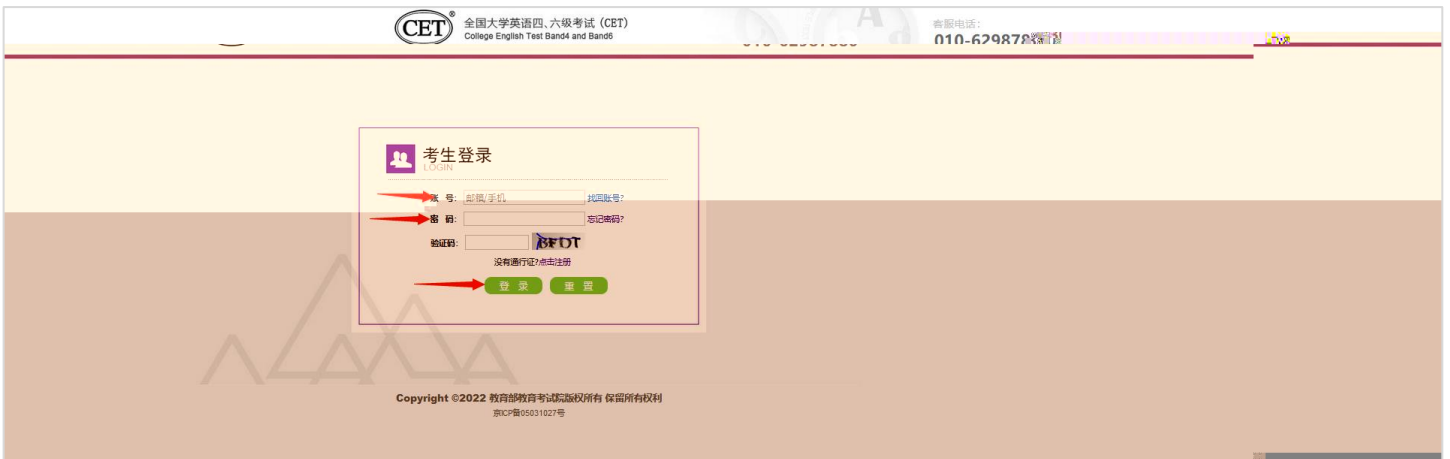 CET®
全国大学英语四、六级考试 (CET)
College English Test Band4 and Band6
客服电话:
010-629878
考生登录
LOGIN
账 号: 邮箱/手机 找回账号?
密 码: 忘记密码?
验证码: BFDT
没有通行证?点击注册
登 录 重 置
Copyright ©2022 教育部教育考试院版权所有 保留所有权利
京ICP备05031027号